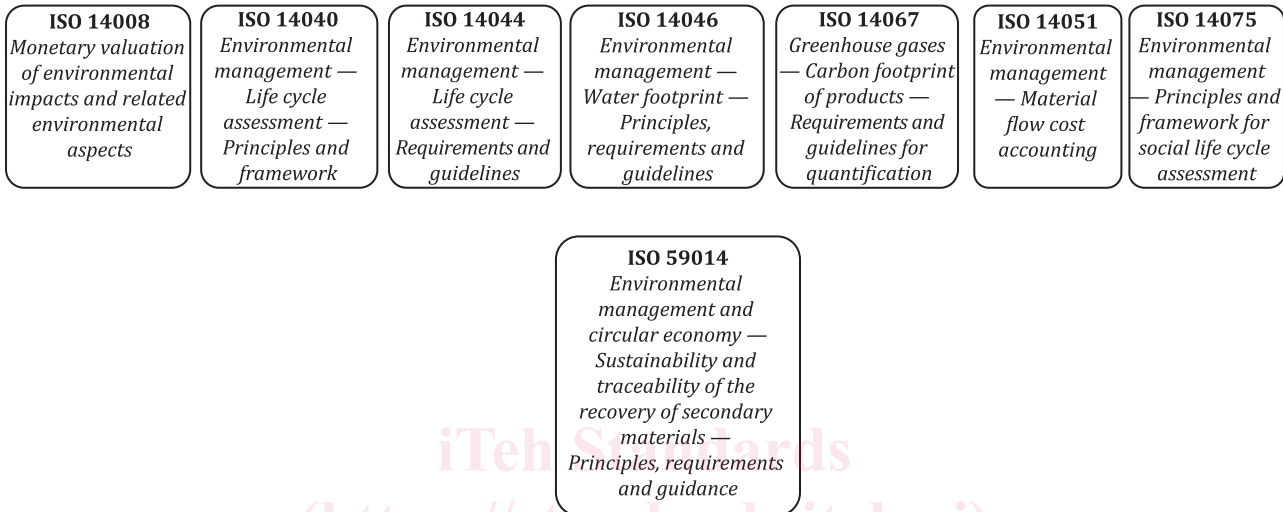 ISO 14008
Monetary valuation
of environmental
impacts and related
environmental
aspects
ISO 14040
Environmental
management —
Life cycle
assessment —
Principles and
framework
ISO 14044
Environmental
management —
Life cycle
assessment —
Requirements and
guidelines
ISO 14046
Environmental
management —
Water footprint —
Principles,
requirements and
guidelines
ISO 14067
Greenhouse gases
— Carbon footprint
of products —
Requirements and
guidelines for
quantification
ISO 14051
Environmental
management
— Material
flow cost
accounting
ISO 14075
Environmental
management
— Principles and
framework for
social life cycle
assessment
ISO 59014
Environmental
management and
circular economy —
Sustainability and
traceability of the
recovery of secondary
materials —
Principles, requirements
and guidance
iTeh Standards